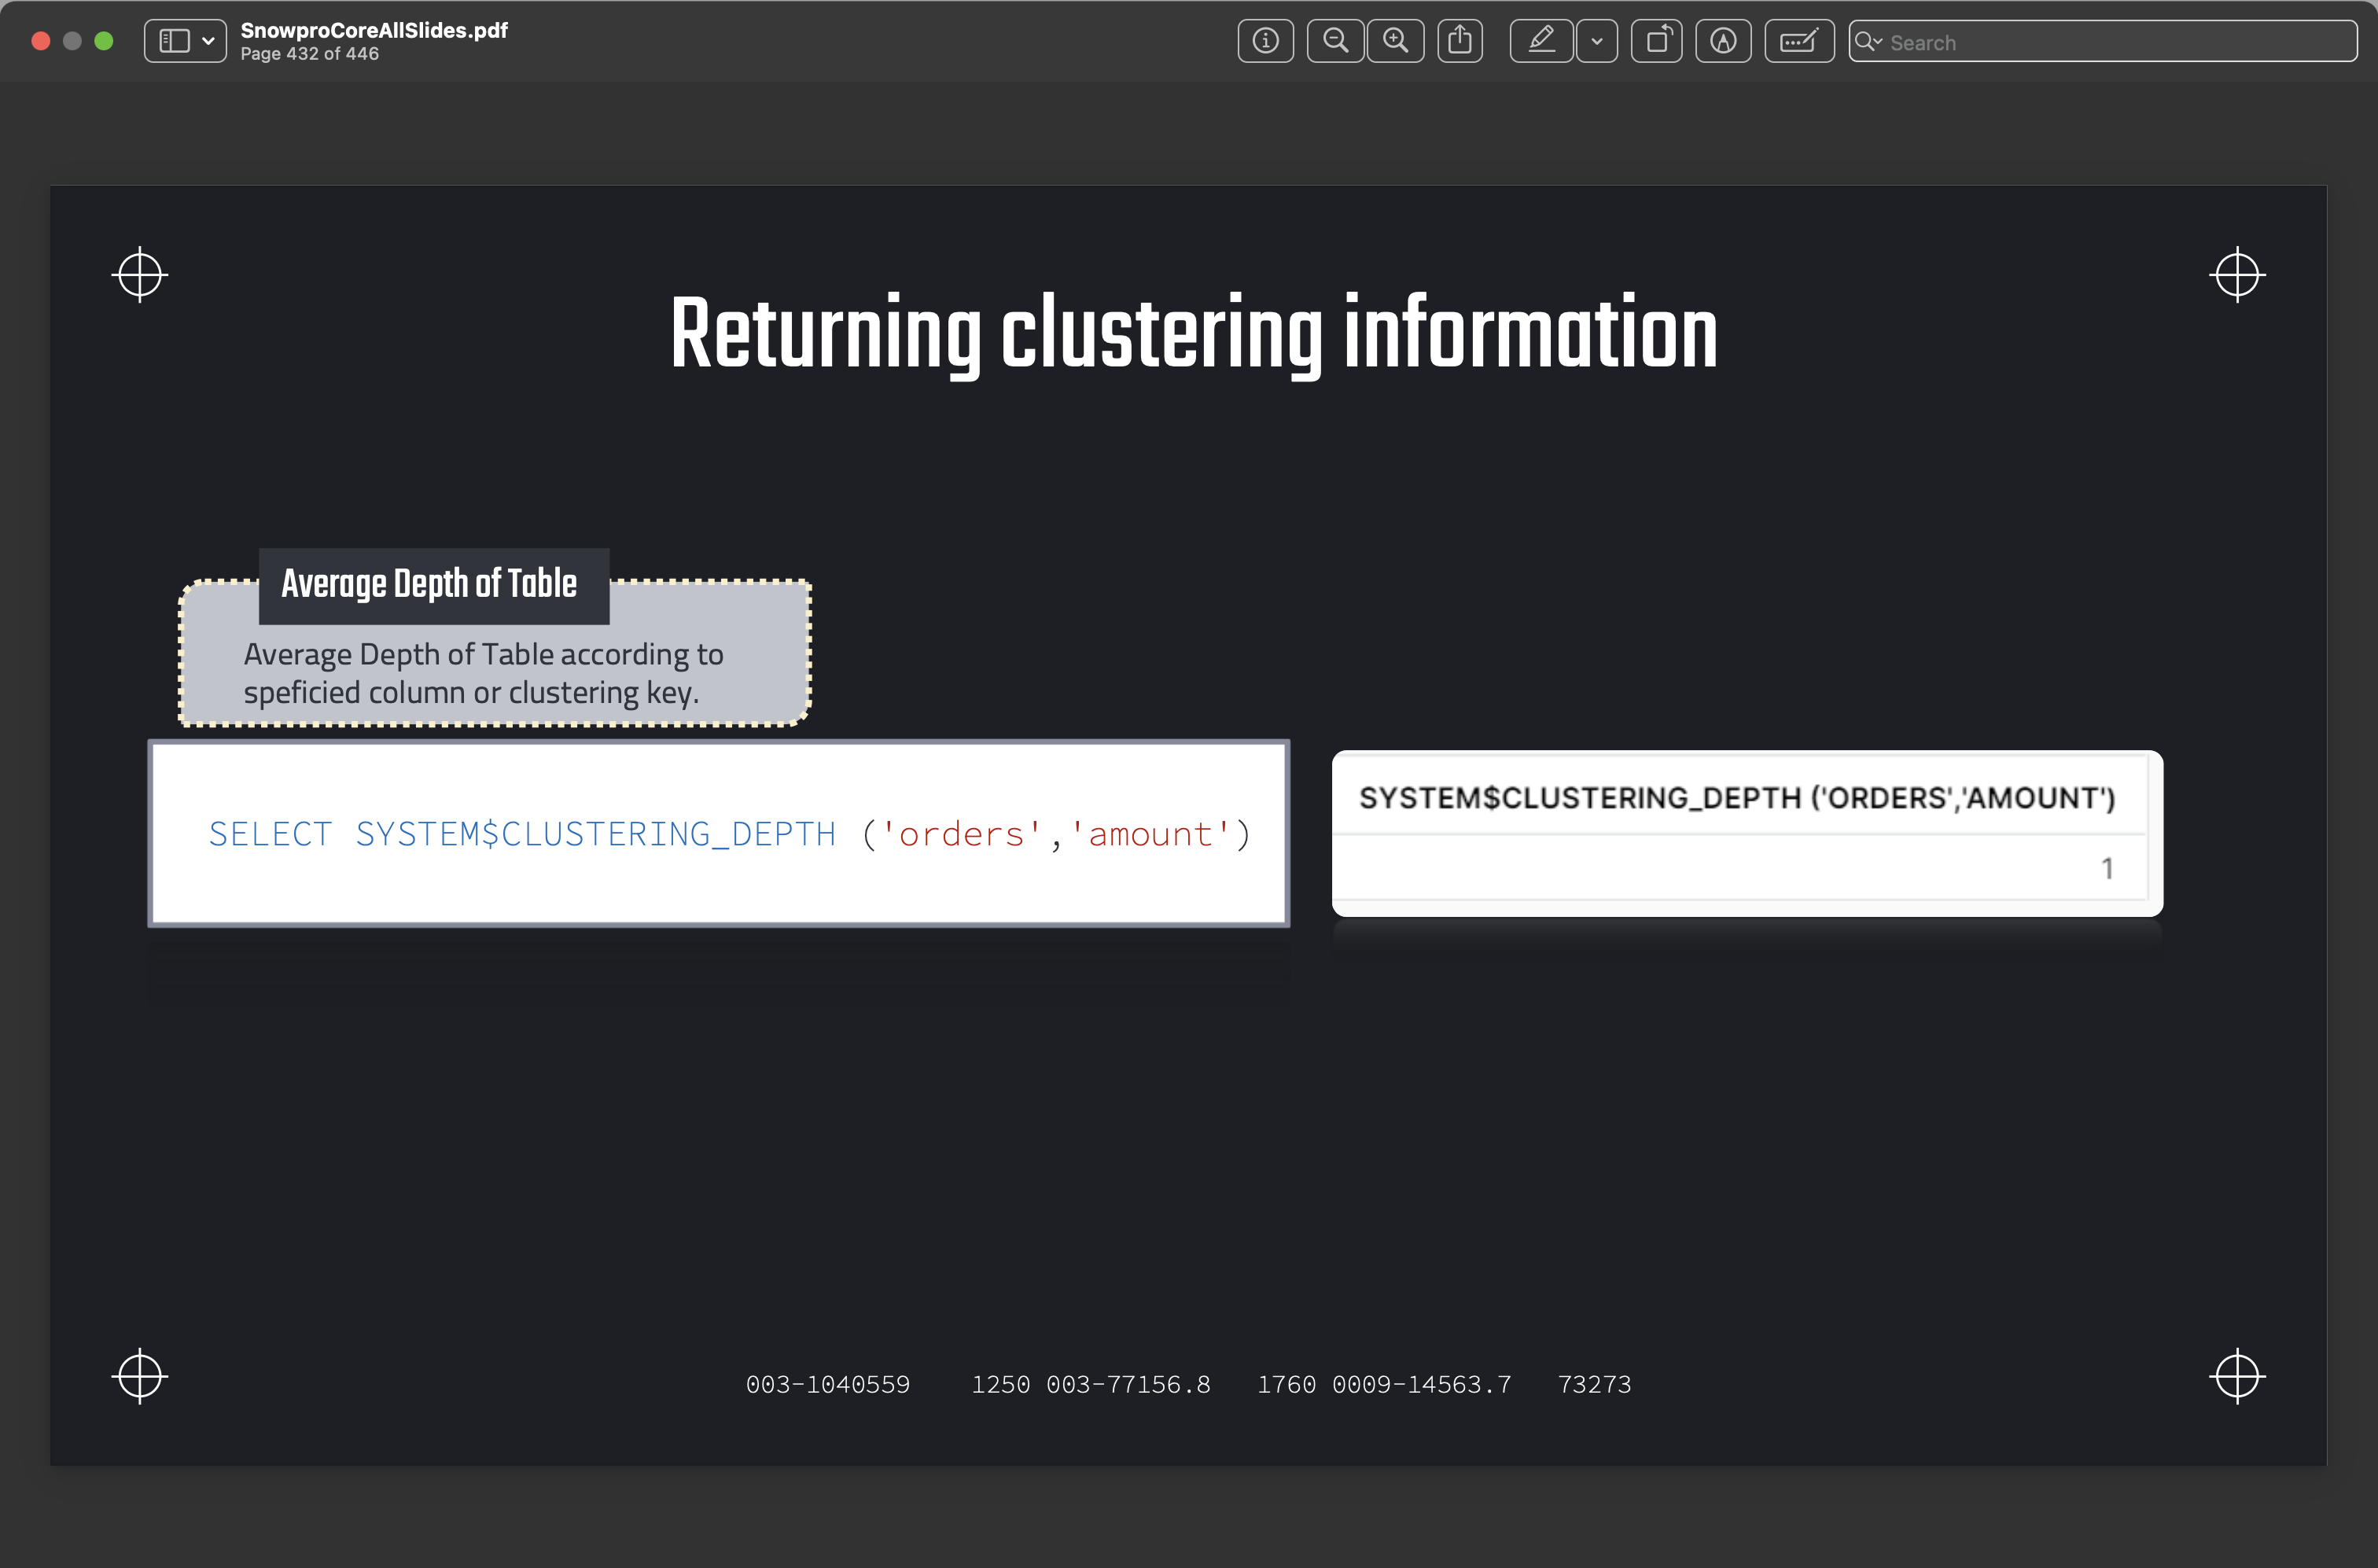 SnowproCoreAllSlides.pdf
Page 432 of 446
Search
Returning clustering information
Average Depth of Table
Average Depth of Table according to
speficied column or clustering key.
SELECT SYSTEM$CLUSTERING_DEPTH ('orders','amount')
SYSTEM$CLUSTERING_DEPTH ('ORDERS','AMOUNT')
1
003-1040559 1250 003-77156.8 1760 0009-14563.7 73273